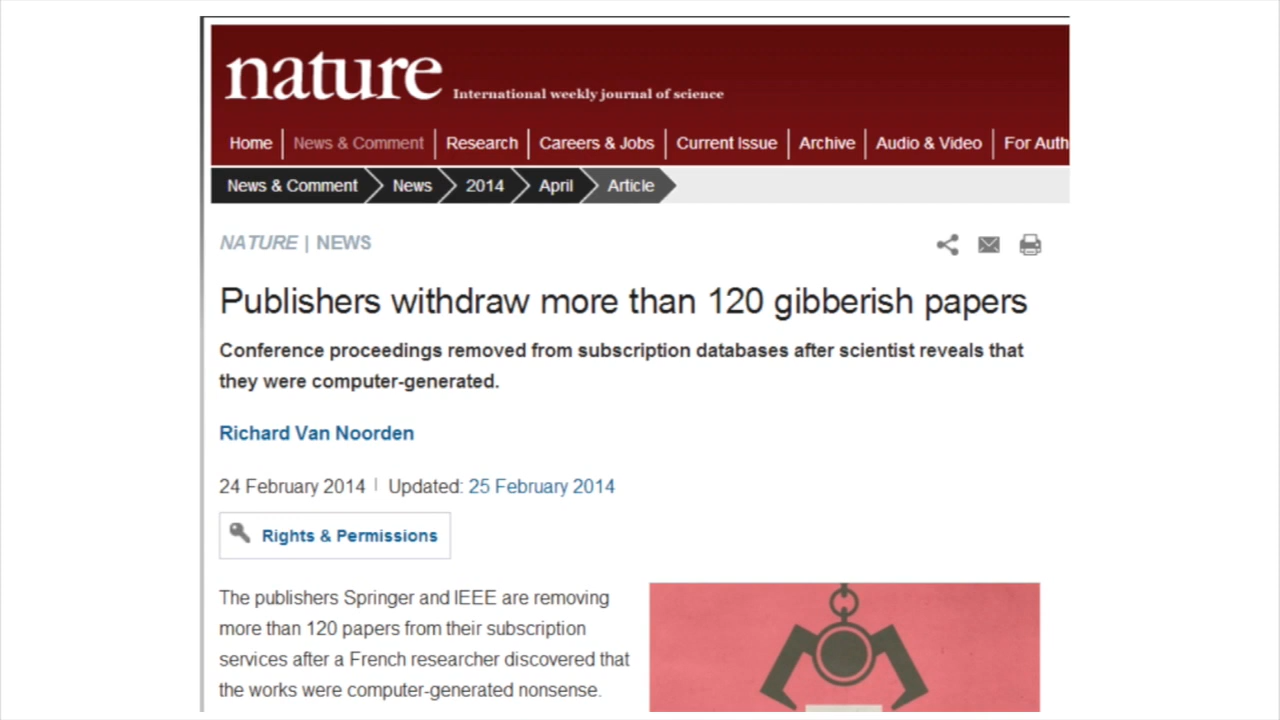 nature International weekly journal of science
Home News & Comment Research Careers & Jobs Current Issue Archive Audio & Video For Auth
News & Comment News 2014 April Article
NATURE | NEWS
Publishers withdraw more than 120 gibberish papers
Conference proceedings removed from subscription databases after scientist reveals that
they were computer-generated.
Richard Van Noorden
24 February 2014 | Updated: 25 February 2014
Rights & Permissions
The publishers Springer and IEEE are removing
more than 120 papers from their subscription
services after a French researcher discovered that
the works were computer-generated nonsense.